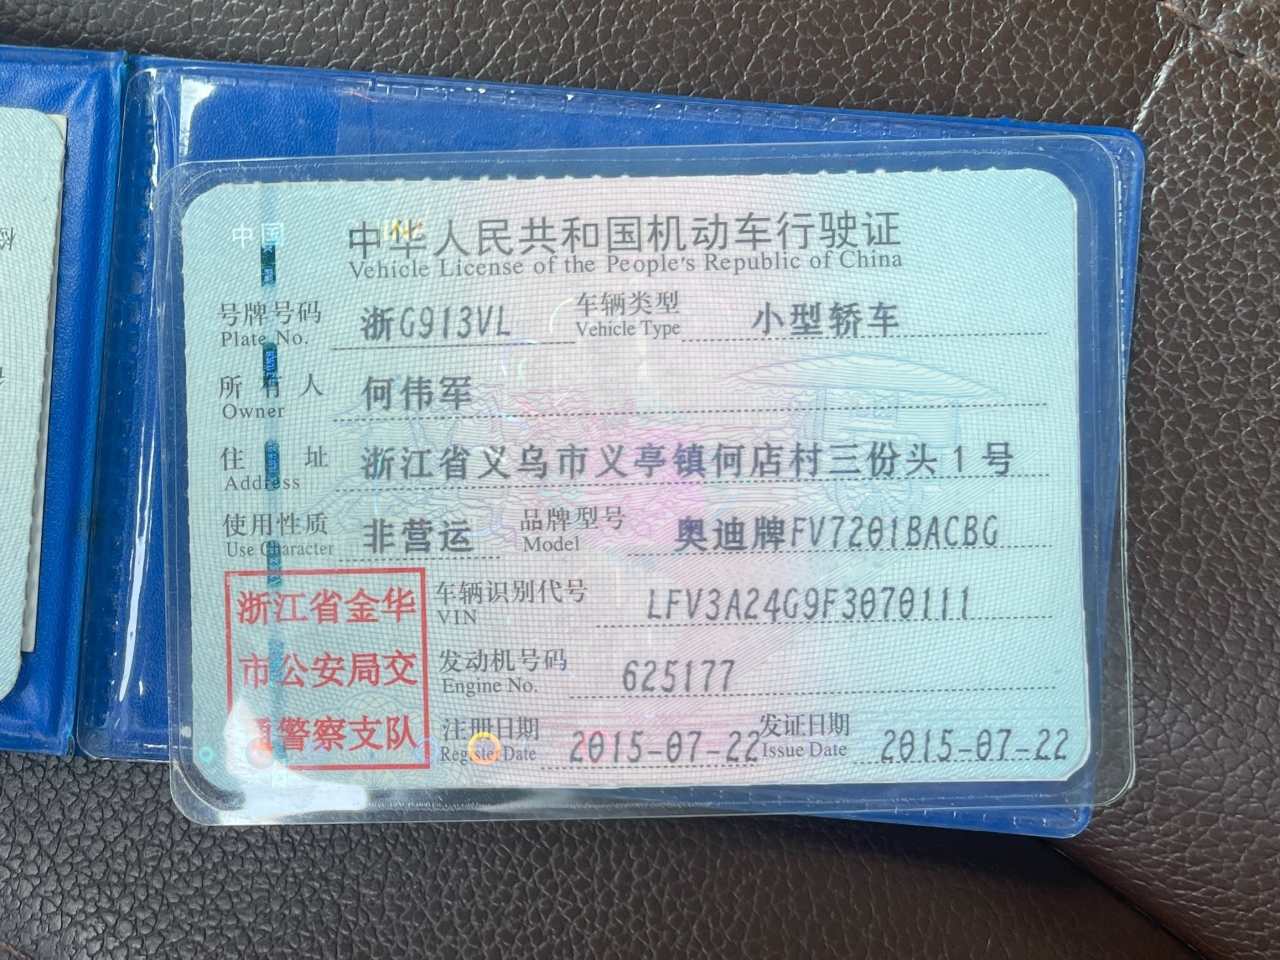 中国
中华人民共和国机动车行驶证
Vehicle License of the People's Republic of China
号牌号码 浙G913VL 车辆类型 小型轿车
Plate No. Vehicle Type
所有人 何伟军
Owner
住址 浙江省义乌市义亭镇何店村三份头1号
Address
使用性质 非营运 品牌型号 奥迪牌FV7201BACBG
Use Character Model
浙江省金华
市公安局交
通警察支队
车辆识别代号 LFV3A24G9F3070111
VIN
发动机号码 625177
Engine No.
注册日期 2015-07-22 发证日期 2015-07-22
Register Date Issue Date